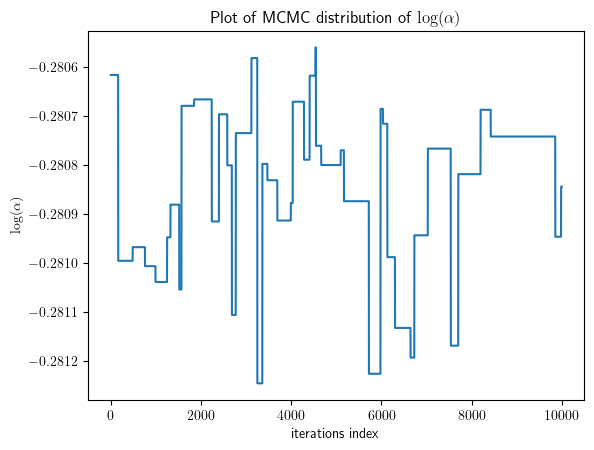 Plot of MCMC distribution of log(α)
log(α)
−0.2806
−0.2807
−0.2808
−0.2809
−0.2810
−0.2811
−0.2812
0 2000 4000 6000 8000 10000
iterations index